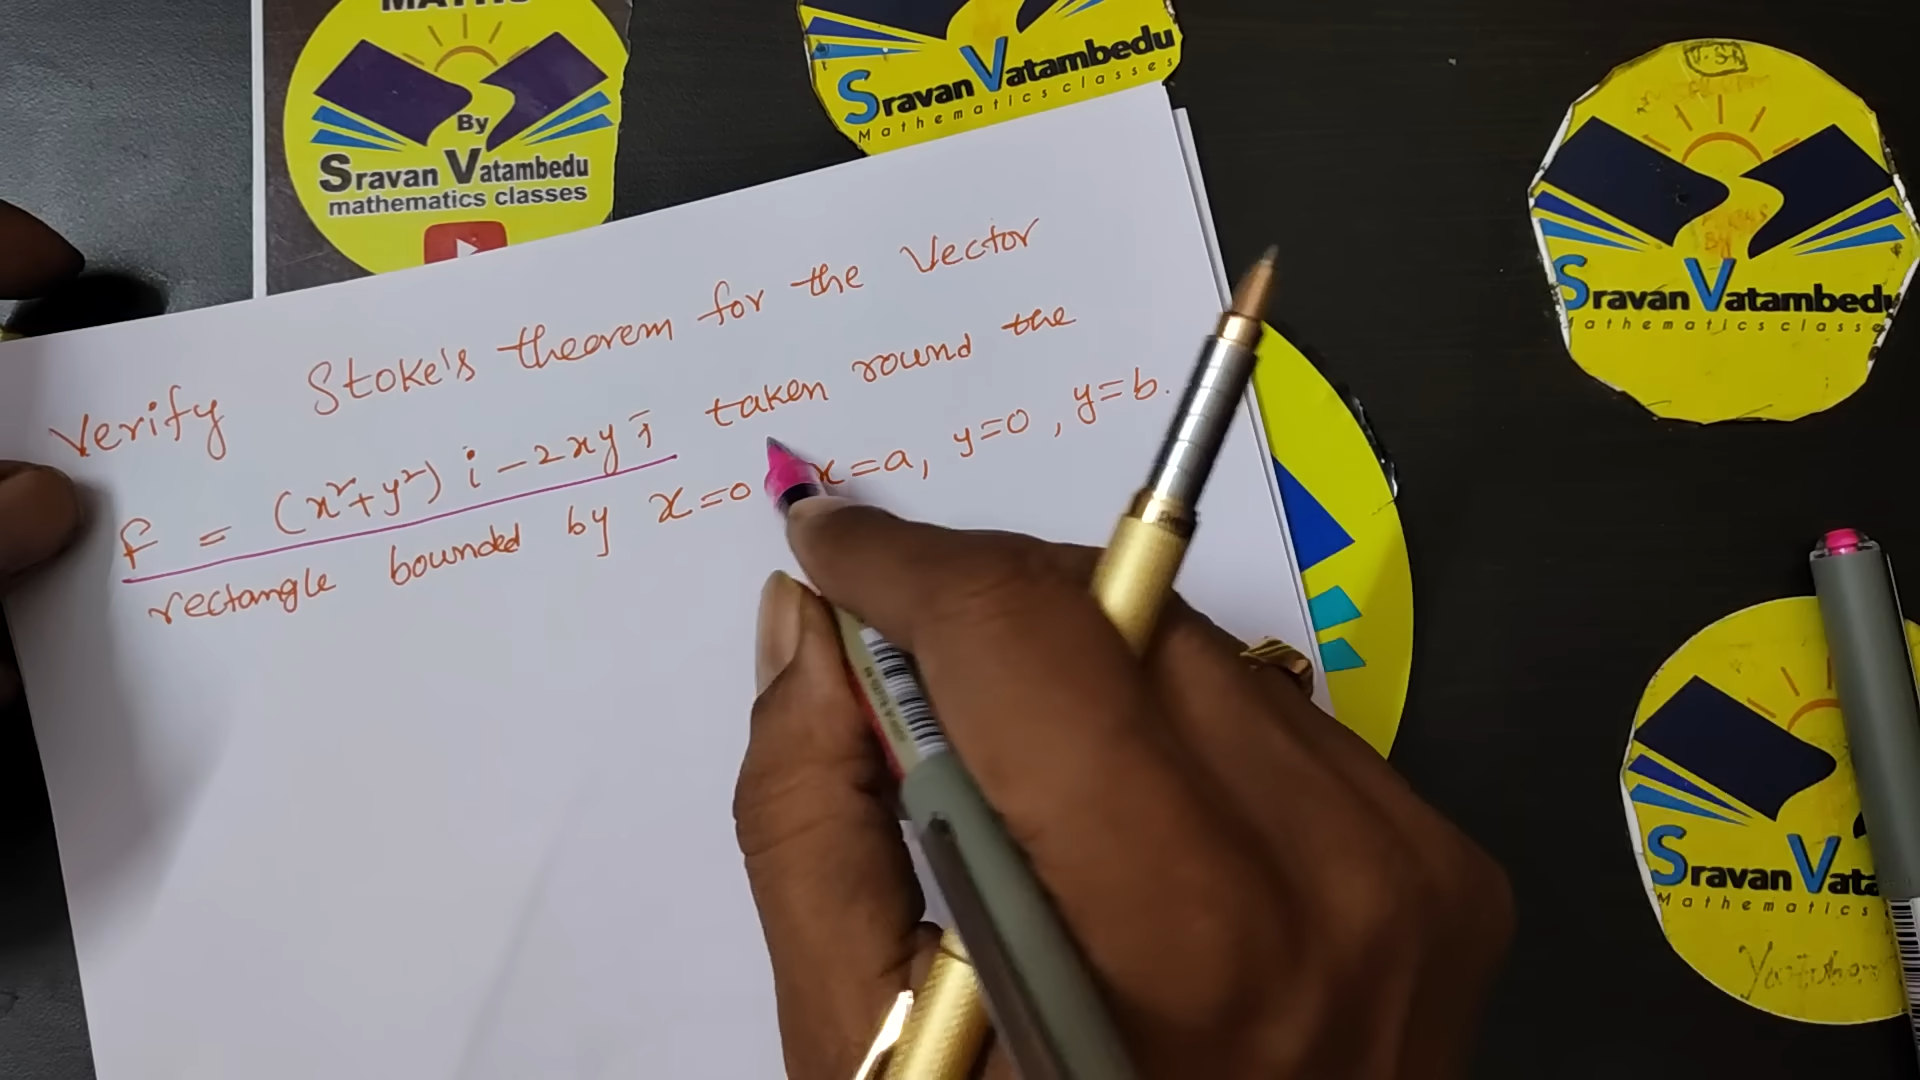 MATHS
By
Sravan Vatambedu
mathematics classes
Sravan Vatambedu
Mathematics classes
Sravan Vatambedu
Mathematics classe
Sravan Vata
Mathematics
Verify Stoke's theorem for the Vector
F = (x²+y²) i - 2xy j̄ taken round the
rectangle bounded by x=0 x=a, y=0, y=b.